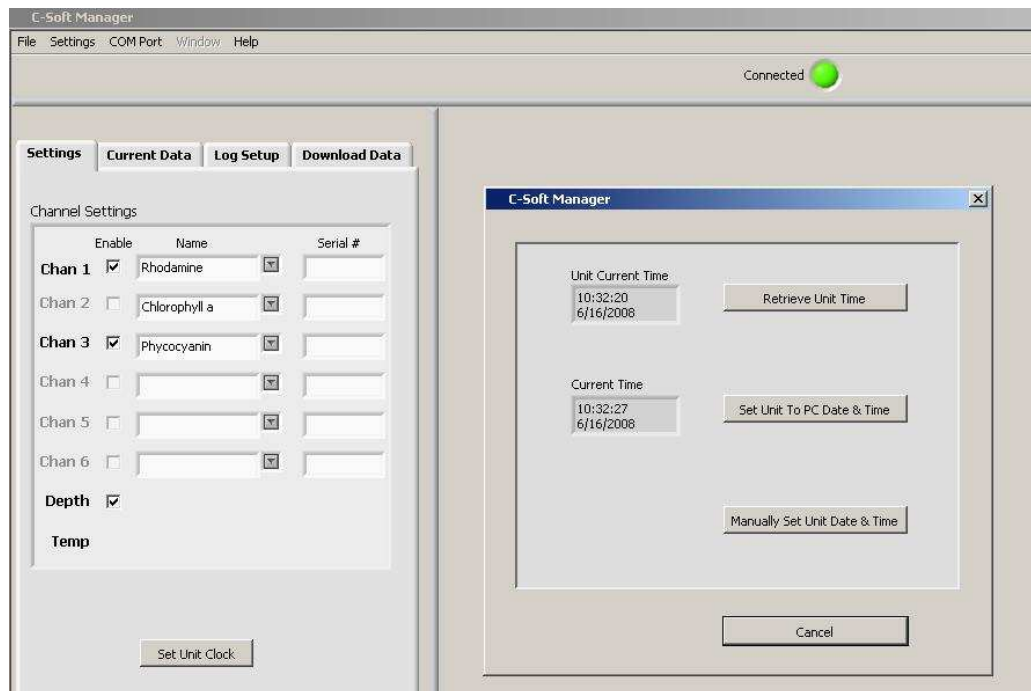 C-Soft Manager
File Settings COM Port Window Help
Connected
Settings Current Data Log Setup Download Data
Channel Settings
Enable Name Serial #
Chan 1 Rhodamine
Chan 2 Chlorophyll a
Chan 3 Phycocyanin
Chan 4
Chan 5
Chan 6
Depth
Temp
Set Unit Clock
C-Soft Manager
Unit Current Time
10:32:20
6/16/2008
Retrieve Unit Time
Current Time
10:32:27
6/16/2008
Set Unit To PC Date & Time
Manually Set Unit Date & Time
Cancel